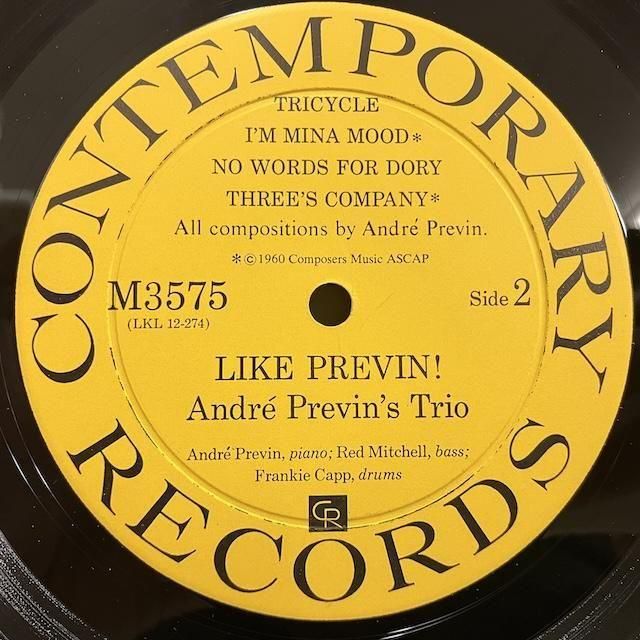 CONTEMPORARY
TRICYCLE
I'M MINA MOOD*
NO WORDS FOR DORY
THREE'S COMPANY*
All compositions by André Previn.
* ©1960 Composers Music ASCAP
M3575
(LKL 12-274)
Side 2
LIKE PREVIN!
André Previn's Trio
André Previn, piano; Red Mitchell, bass;
Frankie Capp, drums
CR
RECORDS